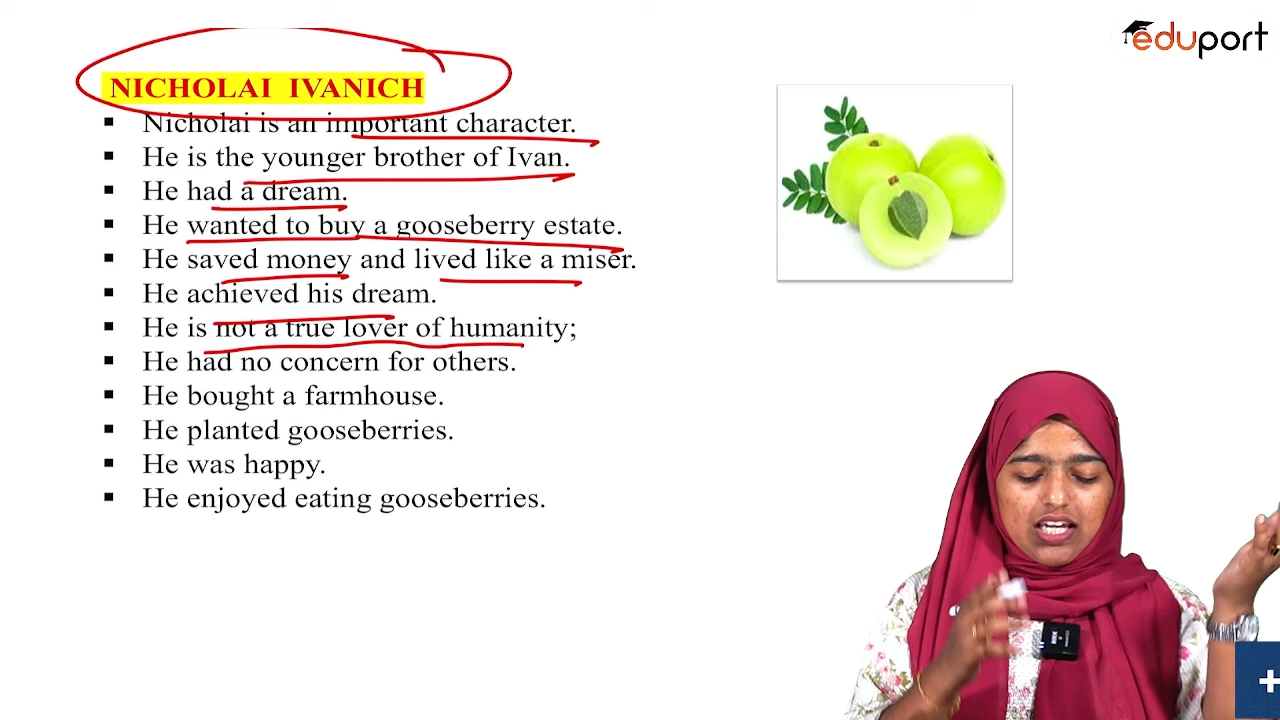 eduport
NICHOLAI IVANICH
▪ Nicholai is an important character.
▪ He is the younger brother of Ivan.
▪ He had a dream.
▪ He wanted to buy a gooseberry estate.
▪ He saved money and lived like a miser.
▪ He achieved his dream.
▪ He is not a true lover of humanity;
▪ He had no concern for others.
▪ He bought a farmhouse.
▪ He planted gooseberries.
▪ He was happy.
▪ He enjoyed eating gooseberries.
+